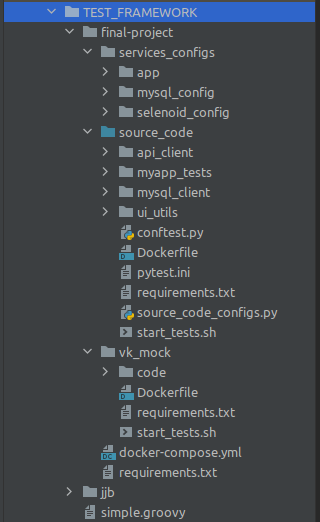 TEST_FRAMEWORK
final-project
services_configs
app
mysql_config
selenoid_config
source_code
api_client
myapp_tests
mysql_client
ui_utils
conftest.py
Dockerfile
pytest.ini
requirements.txt
source_code_configs.py
start_tests.sh
vk_mock
code
Dockerfile
requirements.txt
start_tests.sh
docker-compose.yml
requirements.txt
jjb
simple.groovy